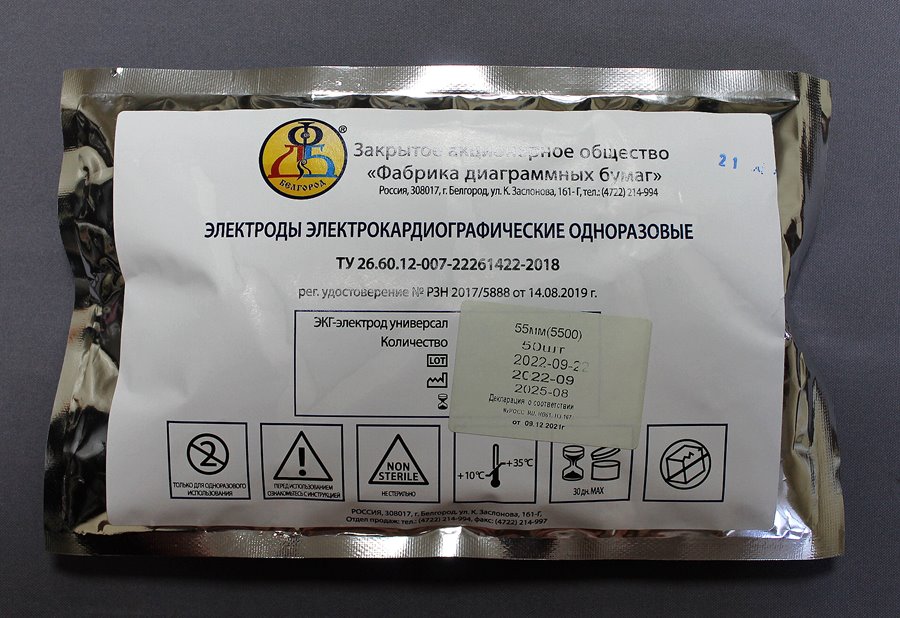 ФДБ
БЕЛГОРОД
®
Закрытое акционерное общество
«Фабрика диаграммных бумаг»
Россия, 308017, г. Белгород, ул. К. Заслонова, 161-Г, тел.: (4722) 214-994
21
ЭЛЕКТРОДЫ ЭЛЕКТРОКАРДИОГРАФИЧЕСКИЕ ОДНОРАЗОВЫЕ
ТУ 26.60.12-007-22261422-2018
рег. удостоверение № РЗН 2017/5888 от 14.08.2019 г.
ЭКГ-электрод универсал
Количество
LOT
55мм(5500)
50шт
2022-09-22
2022-09
2025-08
Декларация о соответствии
от 09.12.2021г
2
ТОЛЬКО ДЛЯ ОДНОРАЗОВОГО
ИСПОЛЬЗОВАНИЯ
!
ПЕРЕД ИСПОЛЬЗОВАНИЕМ
ОЗНАКОМЬТЕСЬ С ИНСТРУКЦИЕЙ
NON
STERILE
НЕ СТЕРИЛЬНО
+10°C
+35°C
30 дн. MAX
РОССИЯ, 308017, г. Белгород, ул. К. ЗАСЛОНОВА, 161-Г,
Отдел продаж: тел.: (4722) 214-994, факс: (4722) 214-997